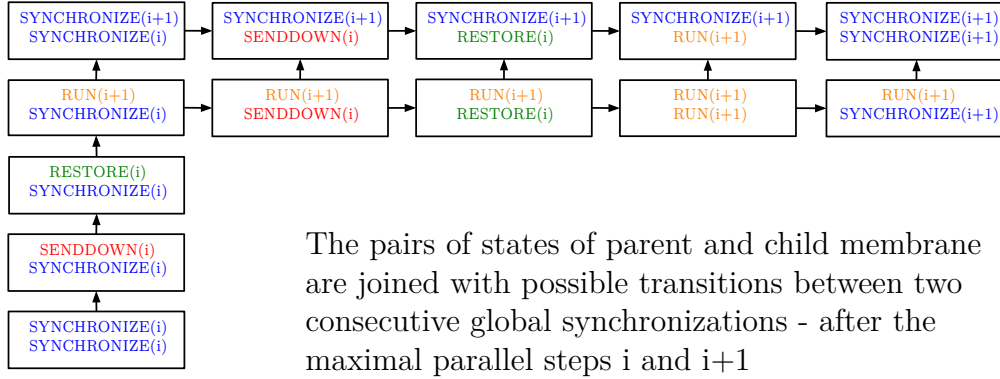 SYNCHRONIZE(i+1)
SYNCHRONIZE(i)
SYNCHRONIZE(i+1)
SENDDOWN(i)
SYNCHRONIZE(i+1)
RESTORE(i)
SYNCHRONIZE(i+1)
RUN(i+1)
SYNCHRONIZE(i+1)
SYNCHRONIZE(i+1)
RUN(i+1)
SYNCHRONIZE(i)
RUN(i+1)
SENDDOWN(i)
RUN(i+1)
RESTORE(i)
RUN(i+1)
RUN(i+1)
RUN(i+1)
SYNCHRONIZE(i+1)
RESTORE(i)
SYNCHRONIZE(i)
SENDDOWN(i)
SYNCHRONIZE(i)
SYNCHRONIZE(i)
SYNCHRONIZE(i)
The pairs of states of parent and child membrane
are joined with possible transitions between two
consecutive global synchronizations - after the
maximal parallel steps i and i+1